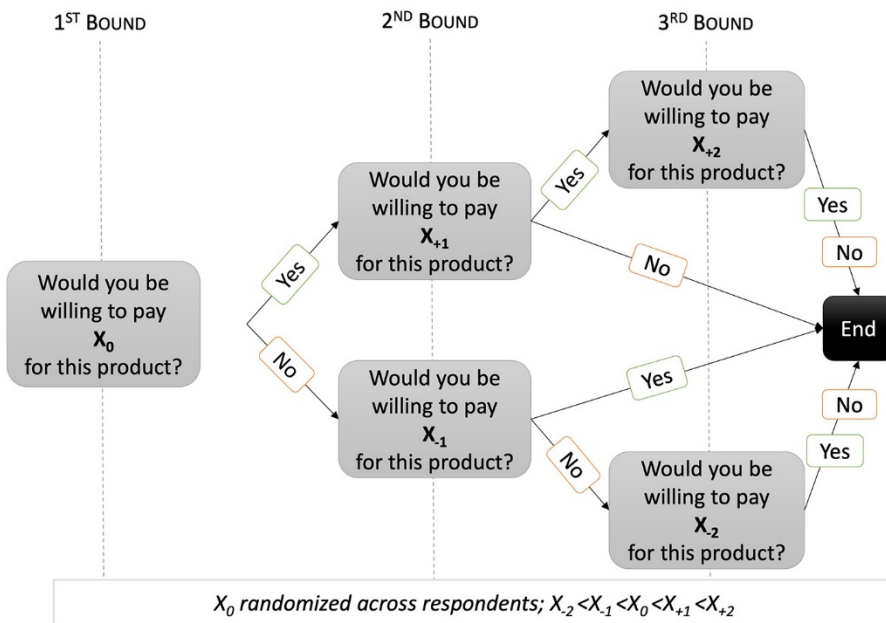 1ST BOUND
2ND BOUND
3RD BOUND
Would you be
willing to pay
X0
for this product?
Yes
No
Would you be
willing to pay
X+1
for this product?
Yes
No
Would you be
willing to pay
X-1
for this product?
Yes
No
Would you be
willing to pay
X+2
for this product?
Yes
No
Would you be
willing to pay
X-2
for this product?
No
Yes
End
X0 randomized across respondents; X-2 <X-1 <X0 <X+1 <X+2